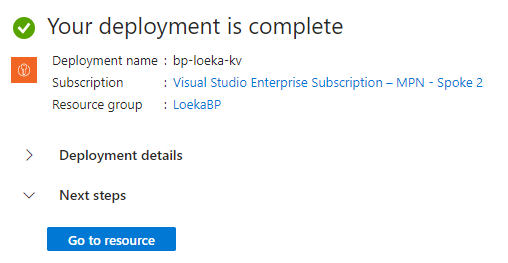 Your deployment is complete
Deployment name : bp-loeka-kv
Subscription : Visual Studio Enterprise Subscription – MPN - Spoke 2
Resource group : LoekaBP
Deployment details
Next steps
Go to resource